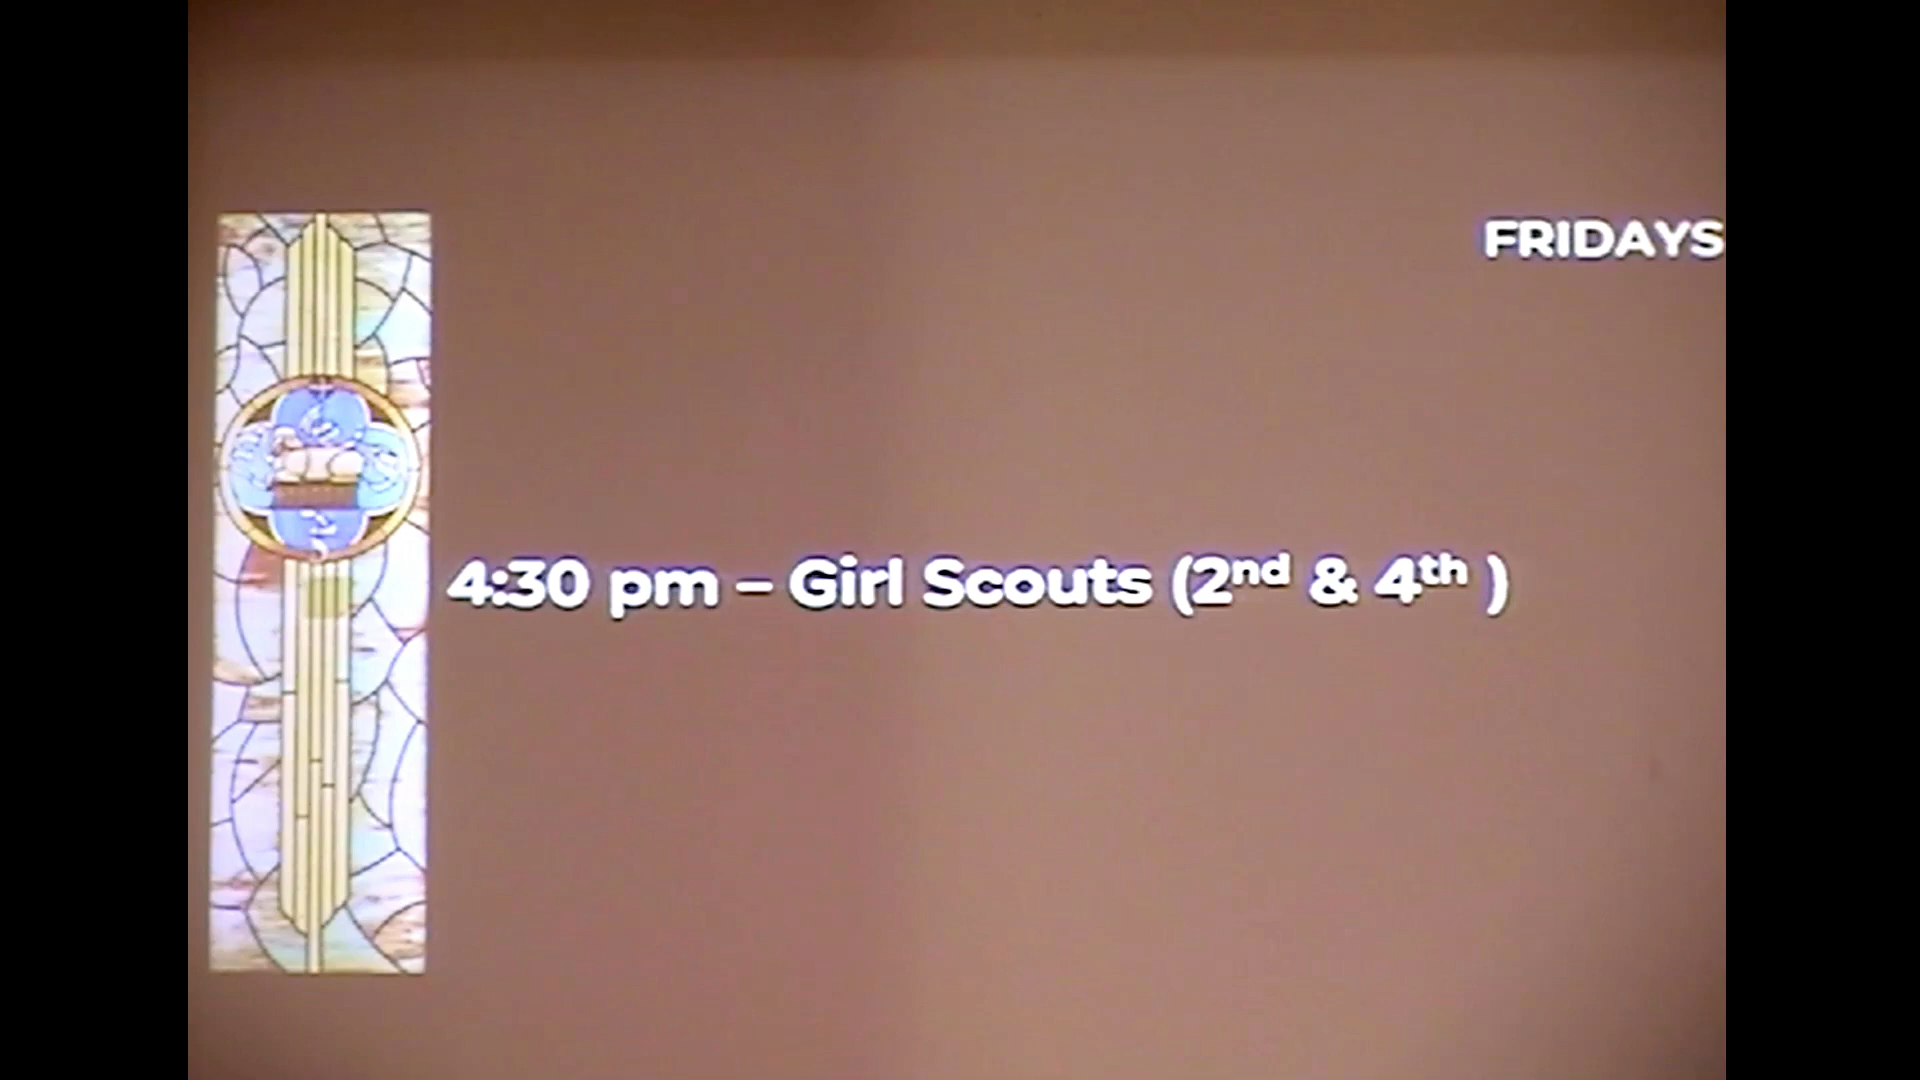 FRIDAYS
4:30 pm – Girl Scouts (2nd & 4th )